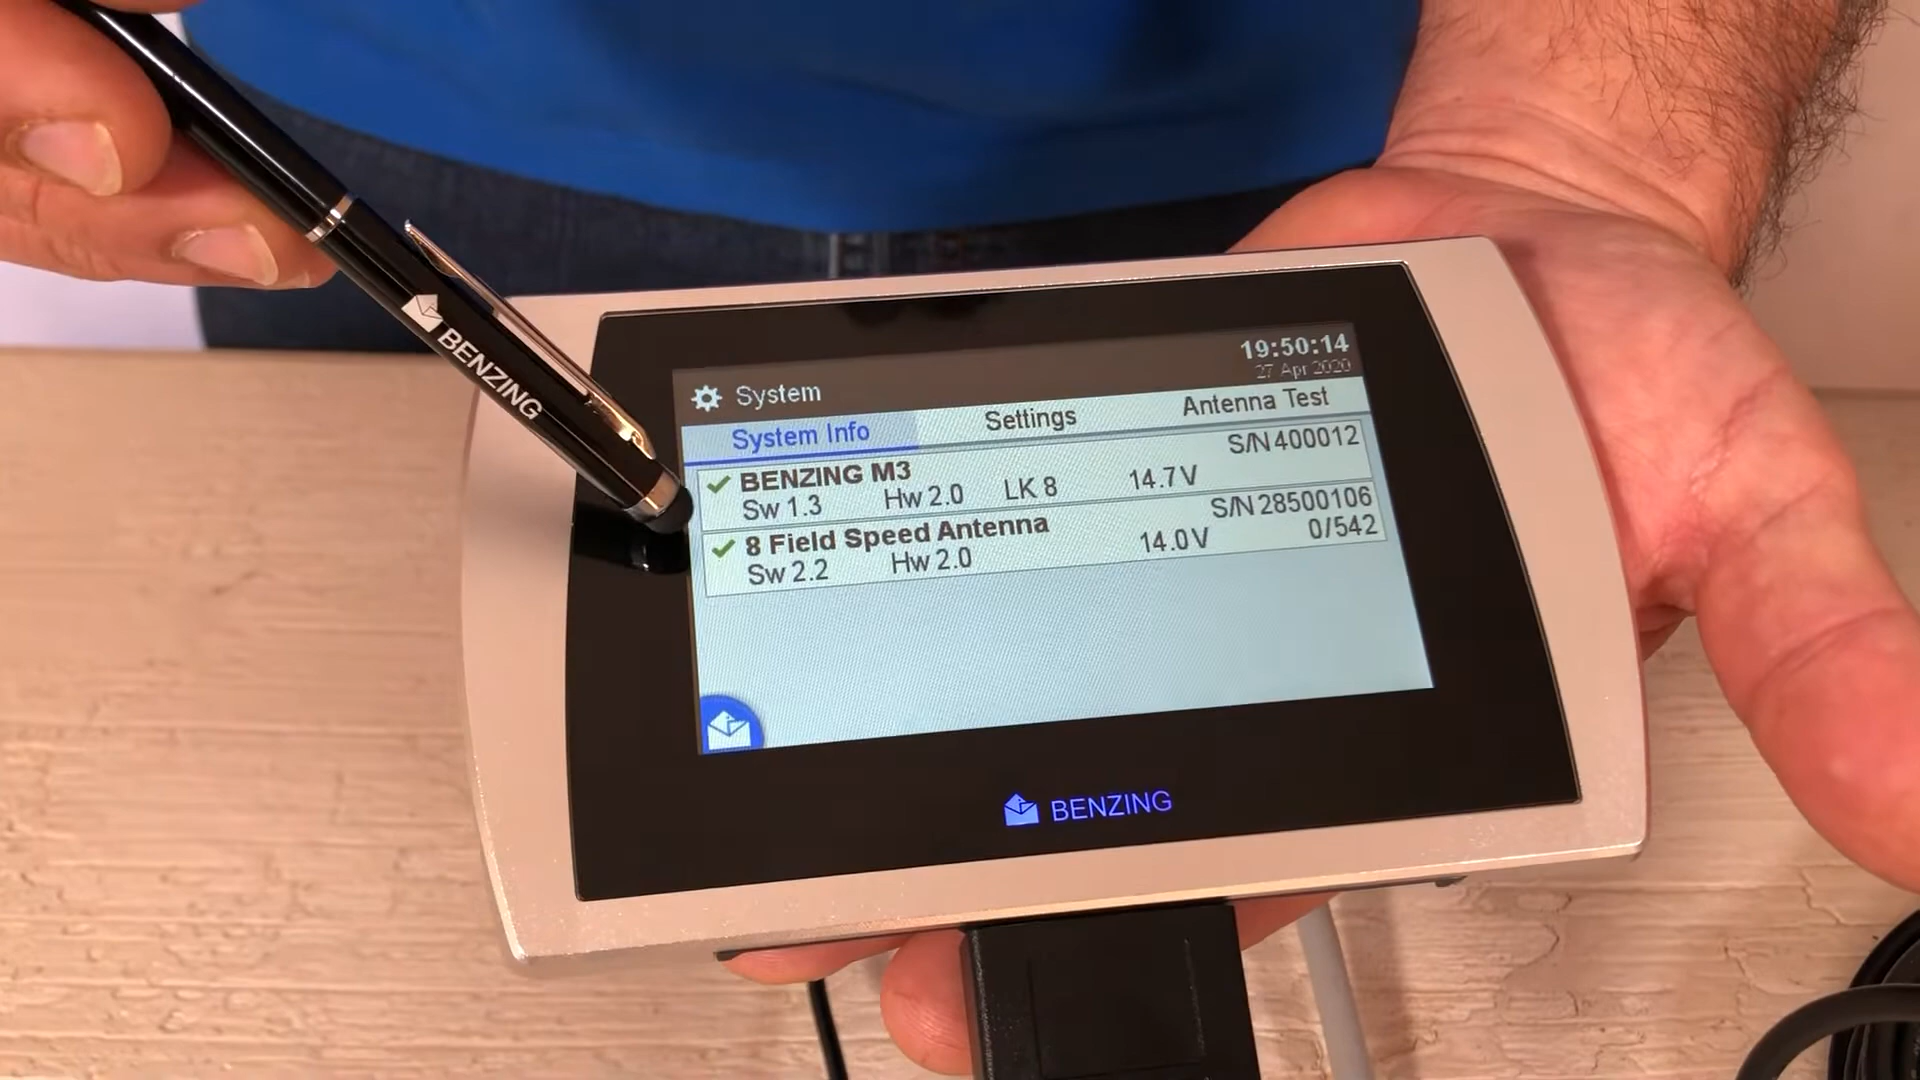 BENZING
System
19:50:14
27 Apr 2020
System Info
Settings
Antenna Test
BENZING M3
S/N 400012
Sw 1.3 Hw 2.0 LK 8 14.7V
8 Field Speed Antenna
S/N 28500106
Sw 2.2 Hw 2.0 14.0V 0/542
BENZING